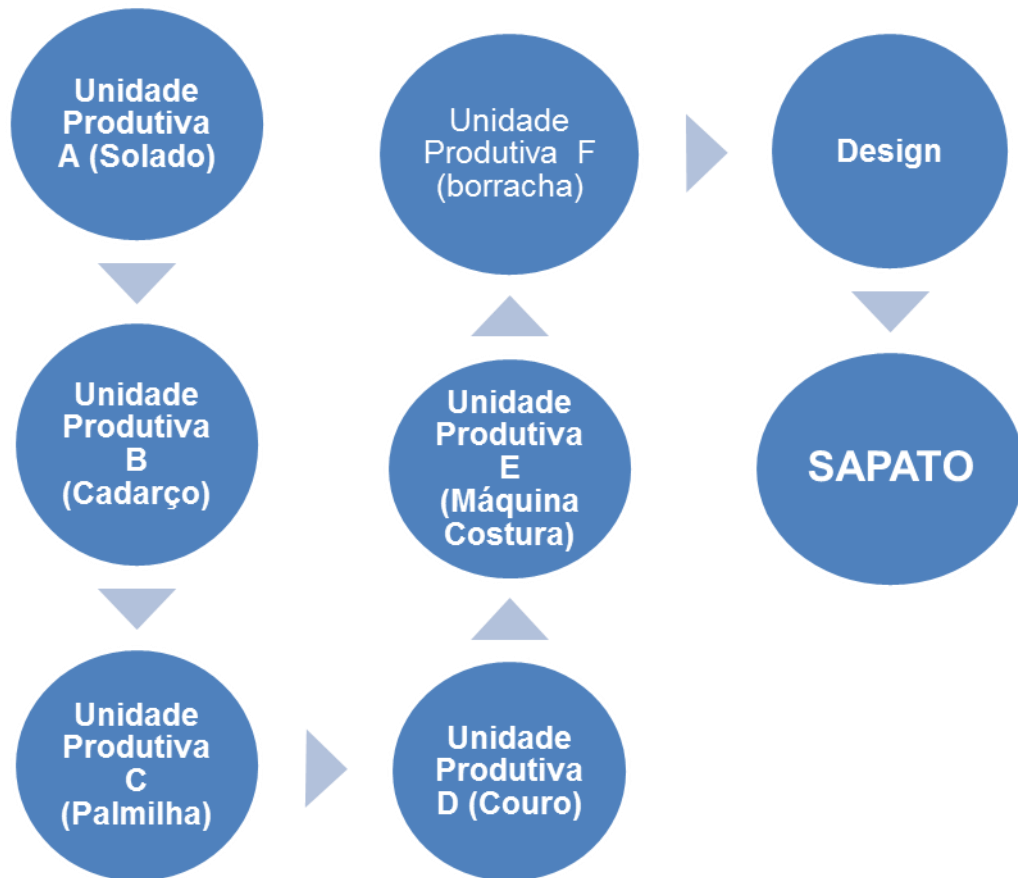 Unidade
Produtiva
A (Solado)
Unidade
Produtiva
B
(Cadarço)
Unidade
Produtiva
C
(Palmilha)
Unidade
Produtiva
D (Couro)
Unidade
Produtiva
E
(Máquina
Costura)
Unidade
Produtiva F
(borracha)
Design
SAPATO